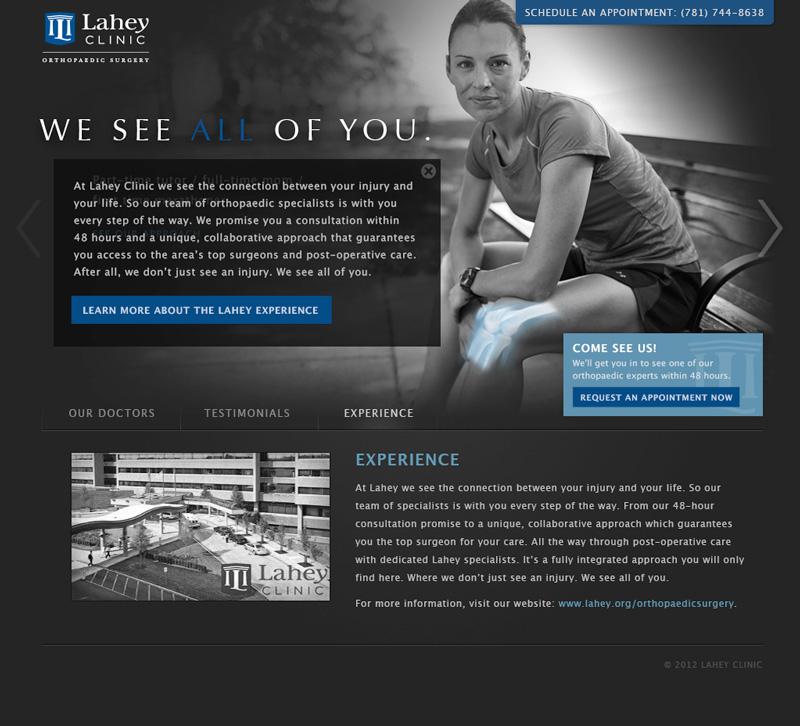 Lahey
CLINIC
ORTHOPAEDIC SURGERY
SCHEDULE AN APPOINTMENT: (781) 744-8638
WE SEE ALL OF YOU.
Part-time tutor / full-time mom /
At Lahey Clinic we see the connection between your injury and
your life. So our team of orthopaedic specialists is with you
every step of the way. We promise you a consultation within
48 hours and a unique, collaborative approach that guarantees
you access to the area's top surgeons and post-operative care.
After all, we don't just see an injury. We see all of you.
LEARN MORE ABOUT THE LAHEY EXPERIENCE
COME SEE US!
We'll get you in to see one of our
orthopaedic experts within 48 hours.
REQUEST AN APPOINTMENT NOW
OUR DOCTORS
TESTIMONIALS
EXPERIENCE
EXPERIENCE
At Lahey we see the connection between your injury and your life. So our
team of specialists is with you every step of the way. From our 48-hour
consultation promise to a unique, collaborative approach which guarantees
you the top surgeon for your care. All the way through post-operative care
with dedicated Lahey specialists. It's a fully integrated approach you will only
find here. Where we don't just see an injury. We see all of you.
For more information, visit our website: www.lahey.org/orthopaedicsurgery.
Lahey
CLINIC
© 2012 LAHEY CLINIC